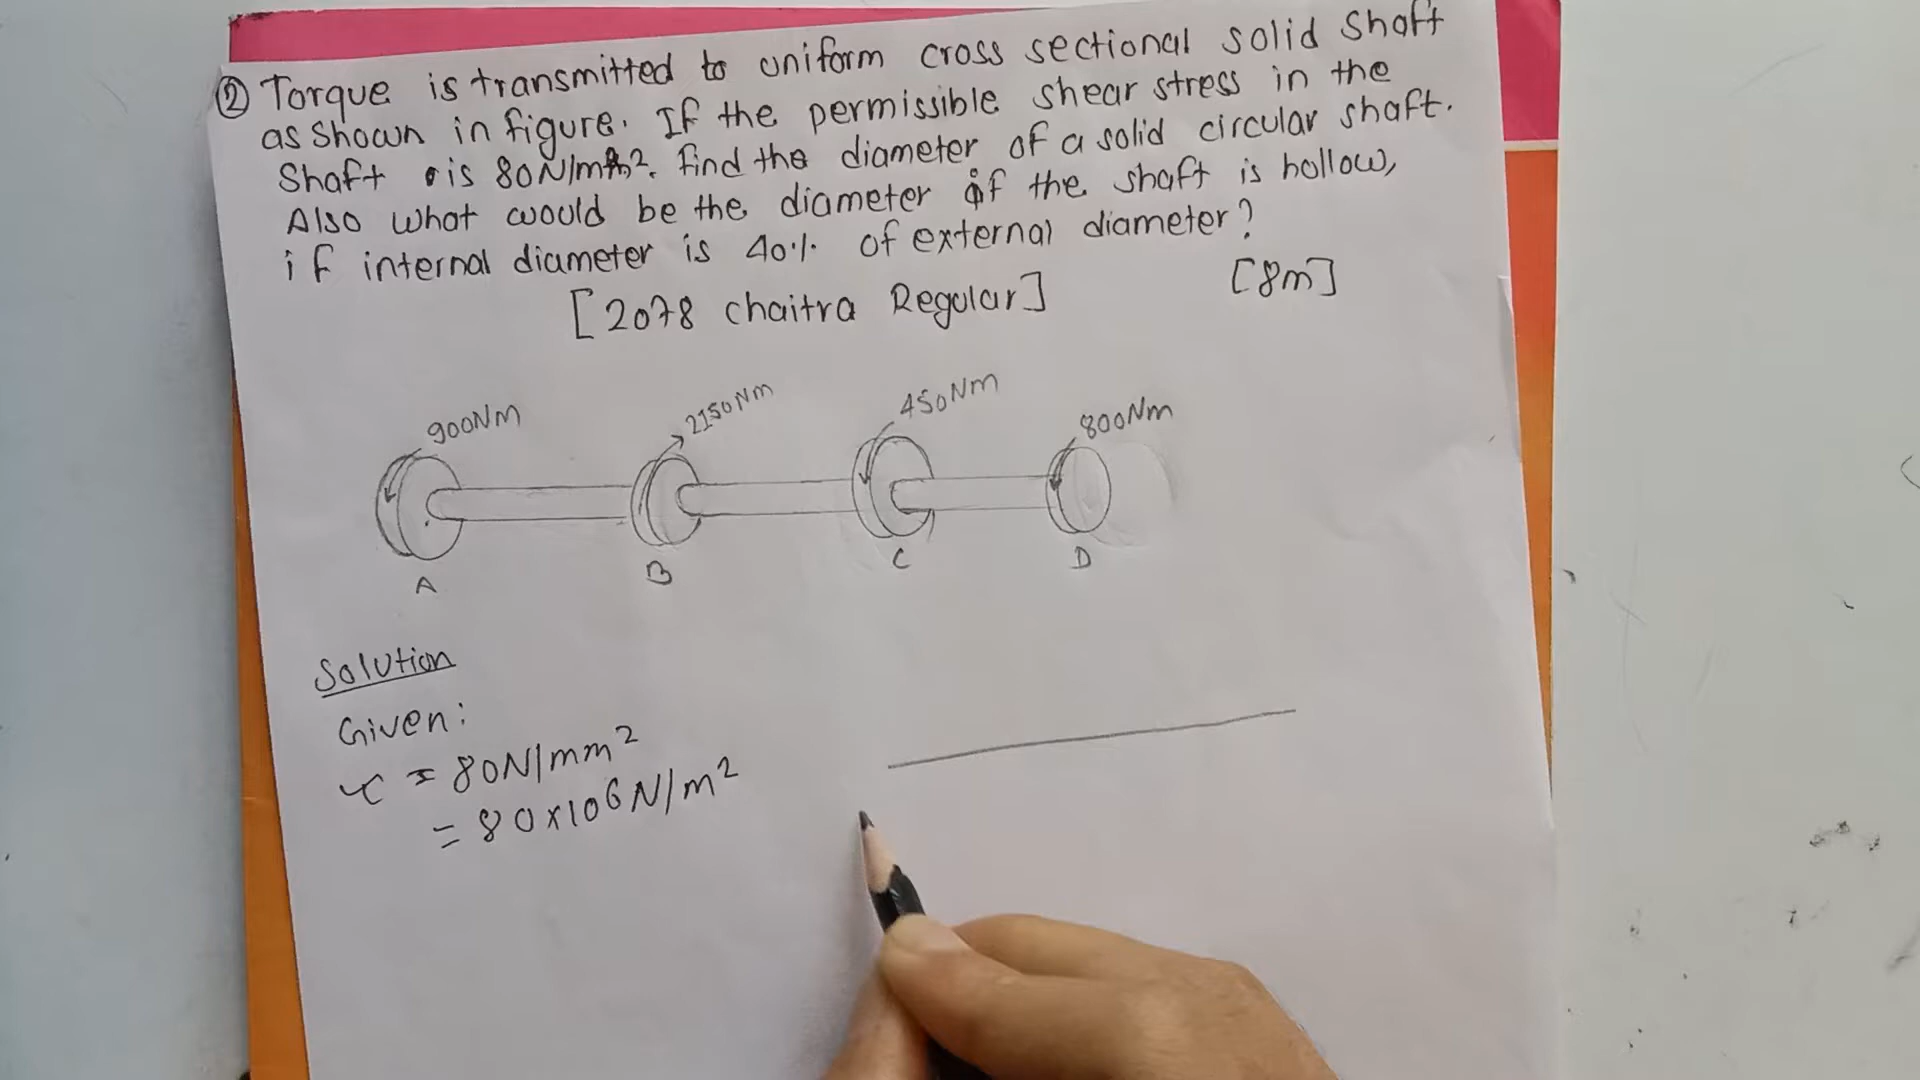 ② Torque is transmitted to uniform cross sectional solid shaft
as shown in figure. If the permissible shear stress in the
shaft is 80N/mm². find the diameter of a solid circular shaft.
Also what would be the diameter if the shaft is hollow,
if internal diameter is 40% of external diameter?
[2078 chaitra Regular] [8m]
900Nm 2150Nm 450Nm 800Nm
A B C D
Solution
Given:
τ = 80N/mm²
= 80×10⁶N/m²